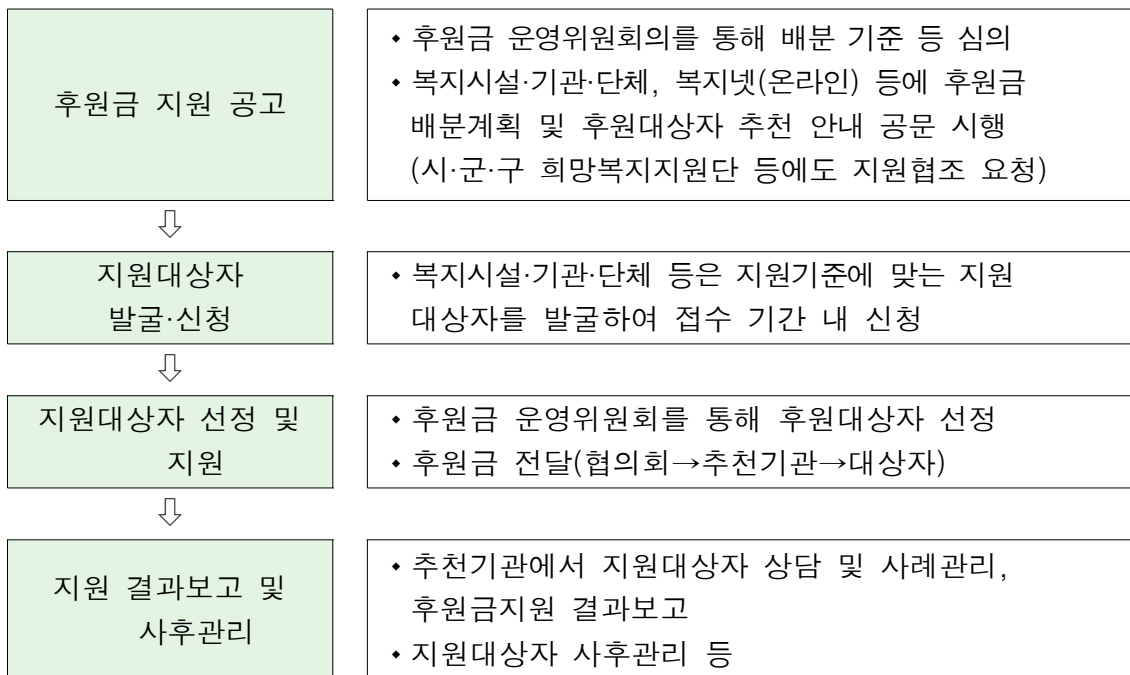 후원금 지원 공고
⬩ 후원금 운영위원회의를 통해 배분 기준 등 심의
⬩ 복지시설·기관·단체, 복지넷(온라인) 등에 후원금
배분계획 및 후원대상자 추천 안내 공문 시행
(시·군·구 희망복지지원단 등에도 지원협조 요청)
⇩
지원대상자
발굴·신청
⬩ 복지시설·기관·단체 등은 지원기준에 맞는 지원
대상자를 발굴하여 접수 기간 내 신청
⇩
지원대상자 선정 및
지원
⬩ 후원금 운영위원회를 통해 후원대상자 선정
⬩ 후원금 전달(협의회→추천기관→대상자)
⇩
지원 결과보고 및
사후관리
⬩ 추천기관에서 지원대상자 상담 및 사례관리,
후원금지원 결과보고
⬩ 지원대상자 사후관리 등